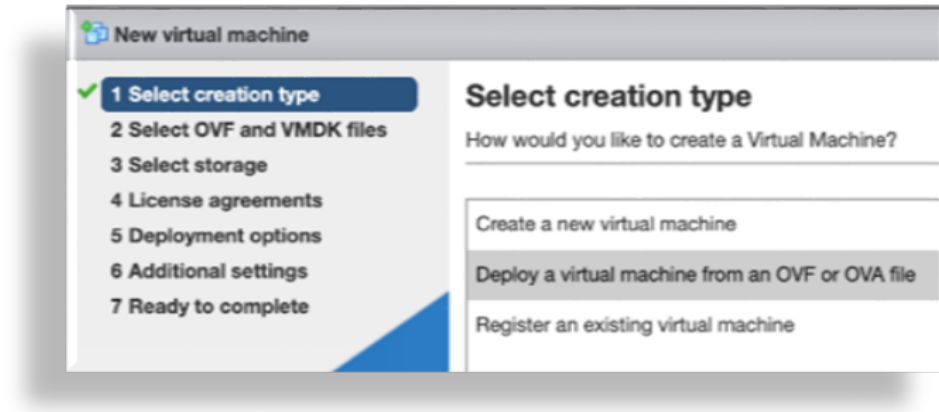 New virtual machine
1 Select creation type
2 Select OVF and VMDK files
3 Select storage
4 License agreements
5 Deployment options
6 Additional settings
7 Ready to complete
Select creation type
How would you like to create a Virtual Machine?
Create a new virtual machine
Deploy a virtual machine from an OVF or OVA file
Register an existing virtual machine